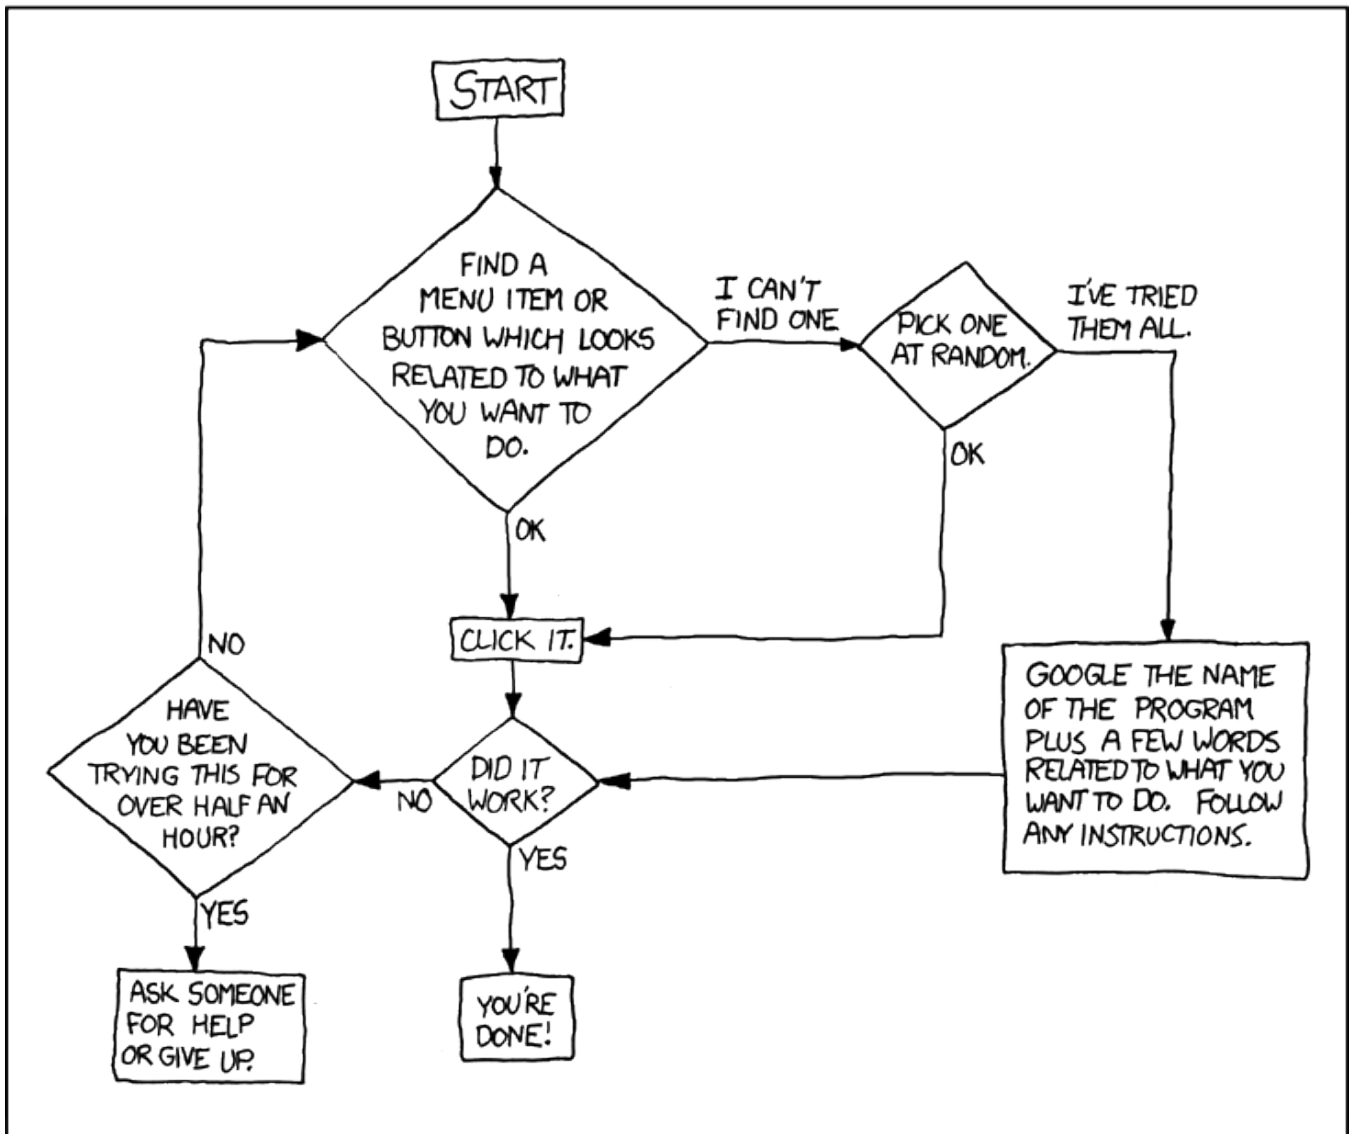 START
FIND A
MENU ITEM OR
BUTTON WHICH LOOKS
RELATED TO WHAT
YOU WANT TO
DO.
I CAN'T
FIND ONE
PICK ONE
AT RANDOM.
I'VE TRIED
THEM ALL.
OK
OK
CLICK IT.
NO
GOOGLE THE NAME
OF THE PROGRAM
PLUS A FEW WORDS
RELATED TO WHAT YOU
WANT TO DO. FOLLOW
ANY INSTRUCTIONS.
HAVE
YOU BEEN
TRYING THIS FOR
OVER HALF AN
HOUR?
NO
DID IT
WORK?
YES
YES
ASK SOMEONE
FOR HELP
OR GIVE UP.
YOU'RE
DONE!